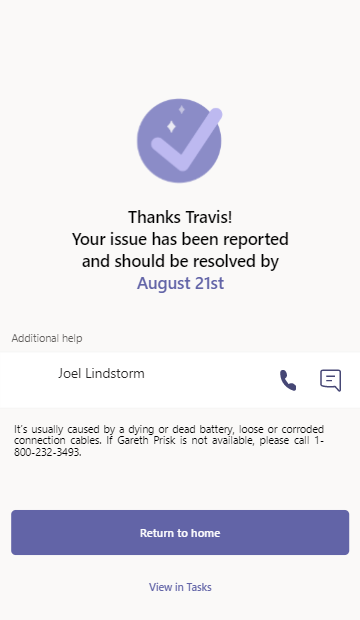 Thanks Travis!
Your issue has been reported
and should be resolved by
August 21st
Additional help
Joel Lindstorm
It's usually caused by a dying or dead battery, loose or corroded
connection cables. If Gareth Prisk is not available, please call 1-
800-232-3493.
Return to home
View in Tasks